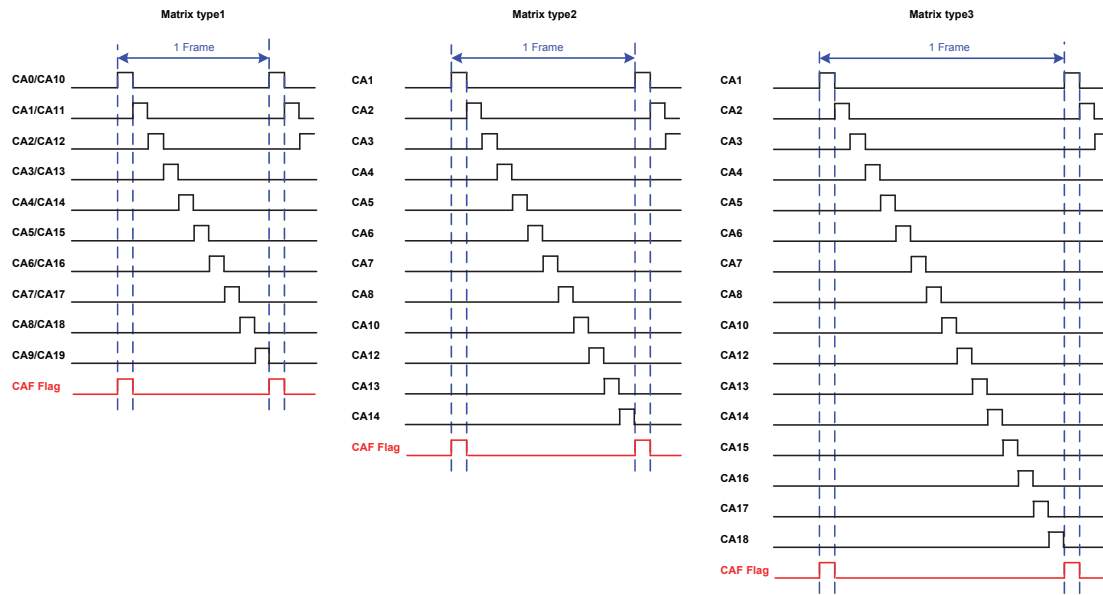 Matrix type1
1 Frame
CA0/CA10
CA1/CA11
CA2/CA12
CA3/CA13
CA4/CA14
CA5/CA15
CA6/CA16
CA7/CA17
CA8/CA18
CA9/CA19
CAF Flag
Matrix type2
1 Frame
CA1
CA2
CA3
CA4
CA5
CA6
CA7
CA8
CA10
CA12
CA13
CA14
CAF Flag
Matrix type3
1 Frame
CA1
CA2
CA3
CA4
CA5
CA6
CA7
CA8
CA10
CA12
CA13
CA14
CA15
CA16
CA17
CA18
CAF Flag